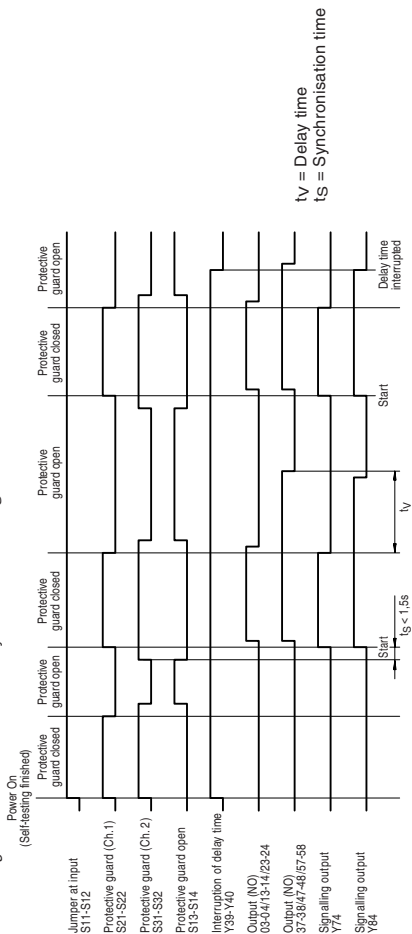 Power On
(Self-testing finished)
Protective
guard closed
Protective
guard open
Protective
guard closed
Protective
guard open
Protective
guard closed
Protective
guard open
Jumper at input
S11-S12
Protective guard (Ch.1)
S21-S22
Protective guard (Ch. 2)
S31-S32
Protective guard open
S13-S14
Interruption of delay time
Y39-Y40
Output (NO)
03-04/13-14/23-24
Output (NO)
37-38/47-48/57-58
Signalling output
Y74
Signalling output
Y84
Start
tS < 1,5s
tV
Start
Delay time
interrupted
tV = Delay time
tS = Synchronisation time